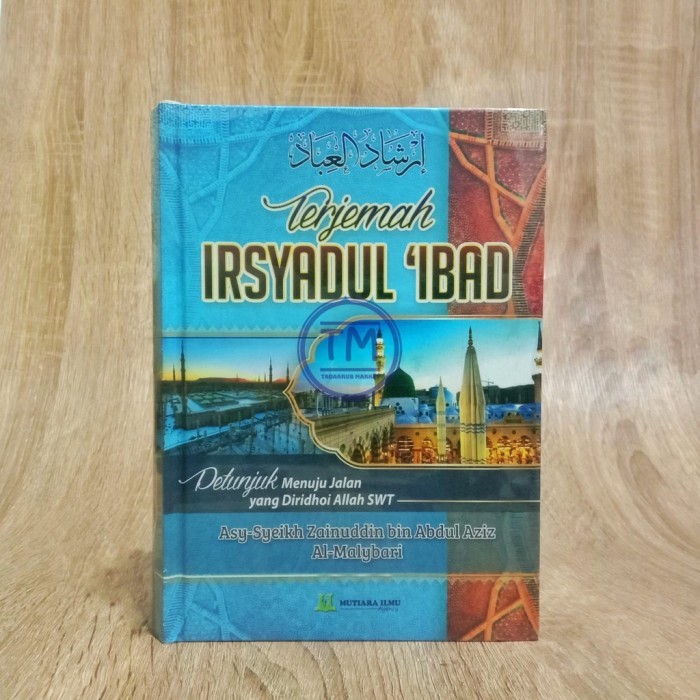 إرشاد العباد
Terjemah
IRSYADUL 'IBAD
TM
Petunjuk Menuju Jalan
yang Diridhoi Allah SWT
Asy-Syeikh Zainuddin bin Abdul Aziz
Al-Malybari
MUTIARA ILMU